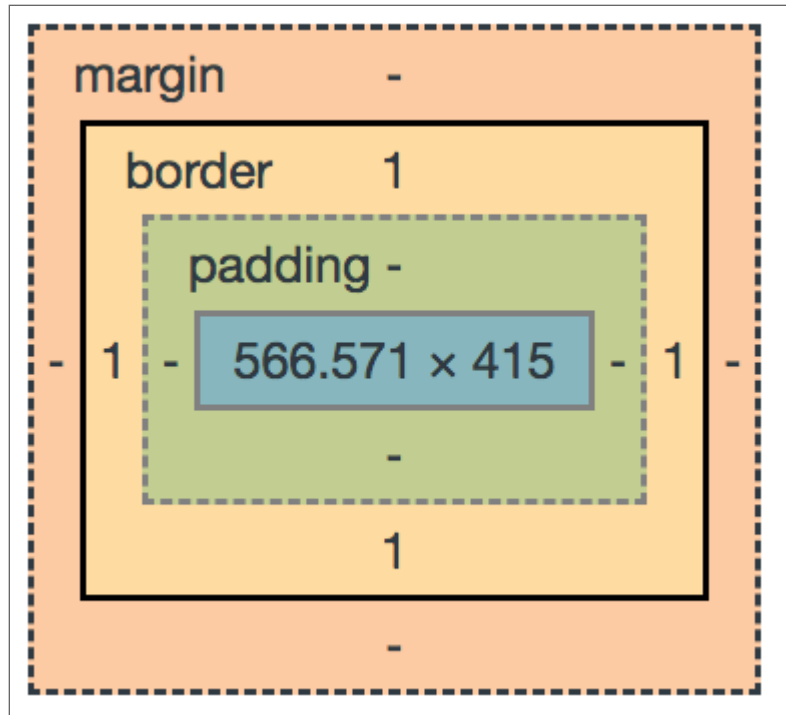 margin -
border 1
padding -
- 1 - 566.571 × 415 - 1 -
-
1
-